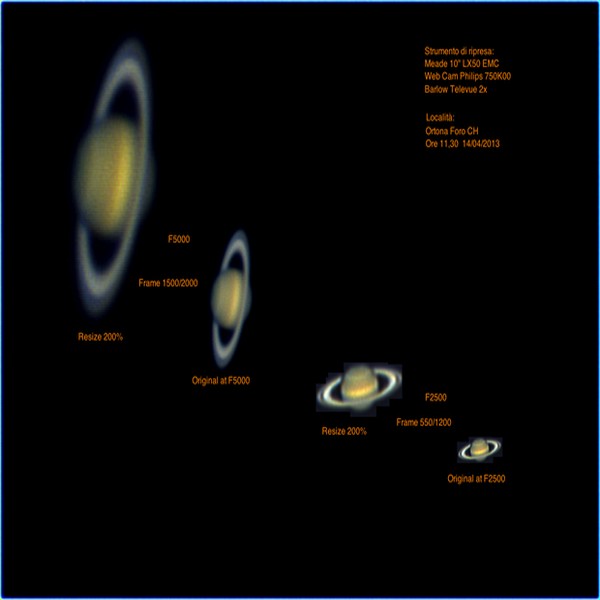 Strumento di ripresa:
Meade 10" LX50 EMC
Web Cam Philips 750K00
Barlow Televue 2x
Località:
Ortona Foro CH
Ore 11,30 14/04/2013
F5000
Frame 1500/2000
Resize 200%
Original at F5000
F2500
Frame 550/1200
Resize 200%
Original at F2500